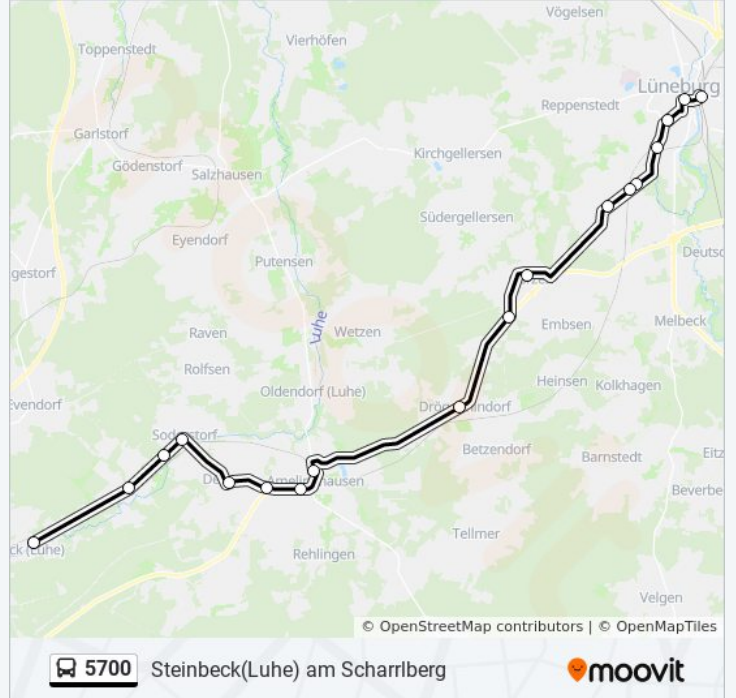 Vögelsen
Toppenstedt
Vierhöfen
Lüneburg
Reppenstedt
Garlstorf
Kirchgellersen
Gödenstorf
Salzhausen
Südergellersen
Eyendorf
Deutsc
Putensen
gestorf
Luhe
Melbeck
Embsen
Raven
Wetzen
Rolfsen
Heinsen
Kolkhagen
Oldendorf (Luhe)
Evendorf
Betzendorf
Eitz
Barnstedt
Beverbe
ck (Luhe)
Rehlingen
Tellmer
Velgen
© OpenStreetMap contributors | © OpenMapTiles
5700 Steinbeck(Luhe) am Scharrlberg
moovit